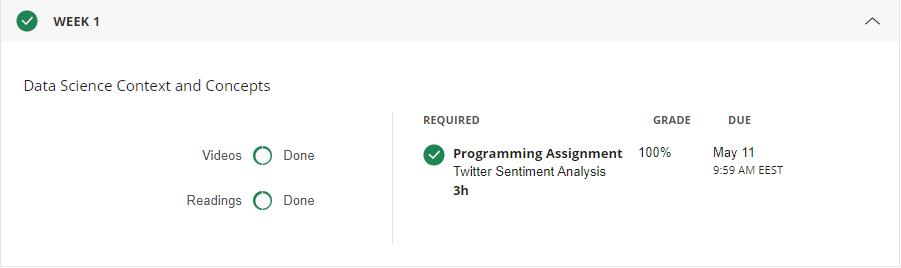 WEEK 1
Data Science Context and Concepts
Videos Done
Readings Done
REQUIRED GRADE DUE
Programming Assignment 100% May 11
Twitter Sentiment Analysis 9:59 AM EEST
3h